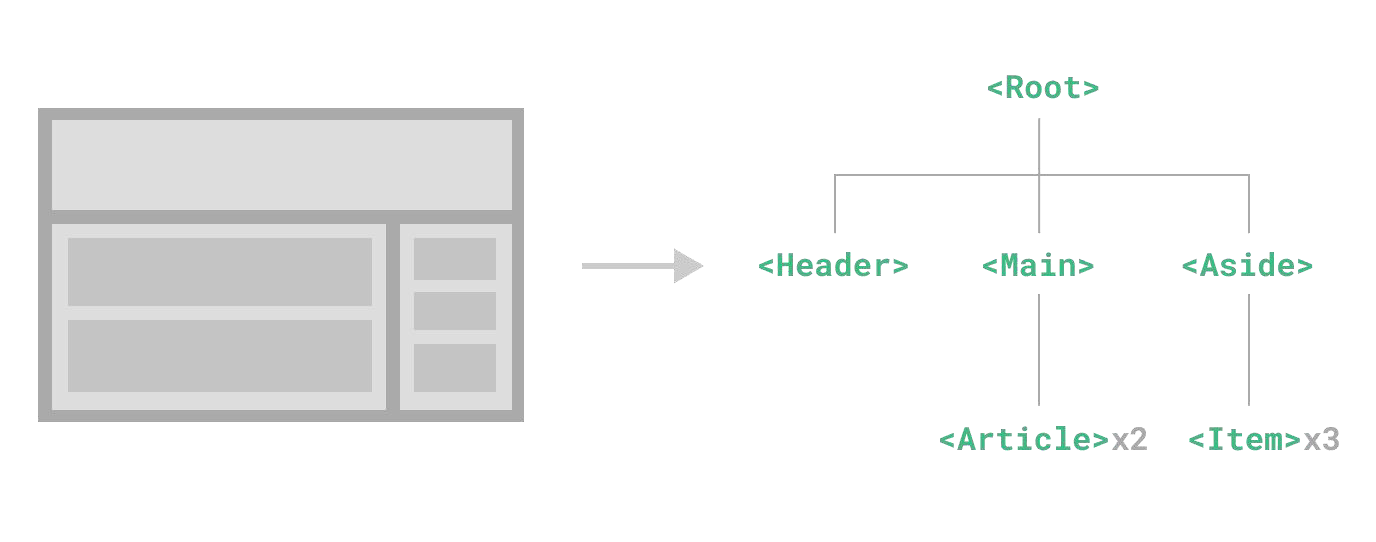 <Root>
<Header> <Main> <Aside>
<Article>x2 <Item>x3